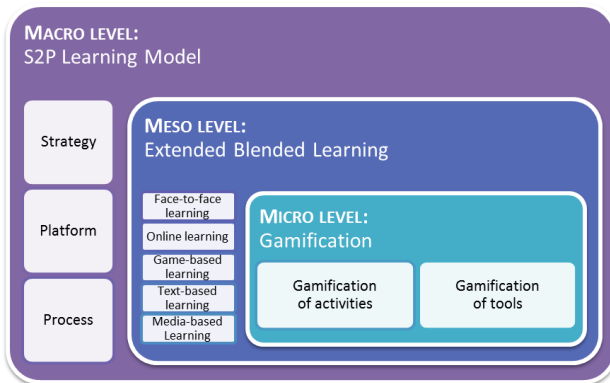 MACRO LEVEL:
S2P Learning Model
Strategy
Platform
Process
MESO LEVEL:
Extended Blended Learning
Face-to-face
learning
Online learning
Game-based
learning
Text-based
learning
Media-based
Learning
MICRO LEVEL:
Gamification
Gamification
of activities
Gamification
of tools